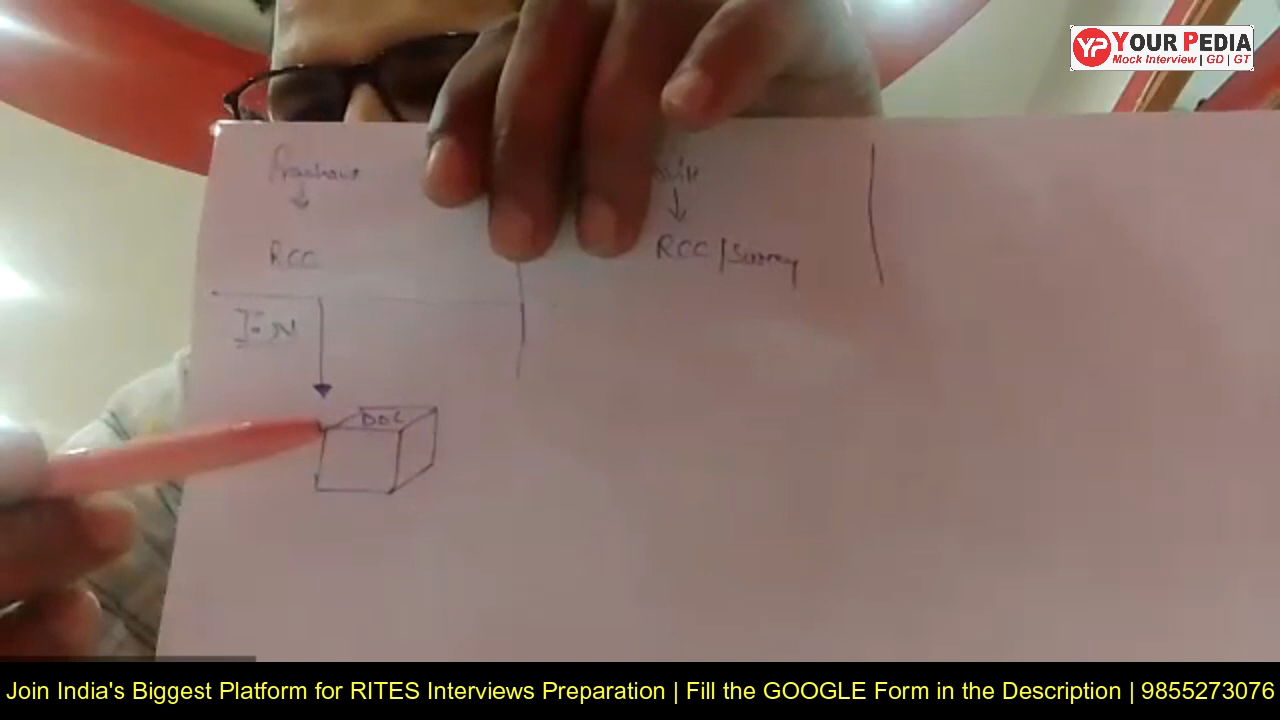 YOUR PEDIA
Mock Interview | GD | GT
Prashant
RCC
RCC/Survey
DOC
Join India's Biggest Platform for RITES Interviews Preparation | Fill the GOOGLE Form in the Description | 9855273076